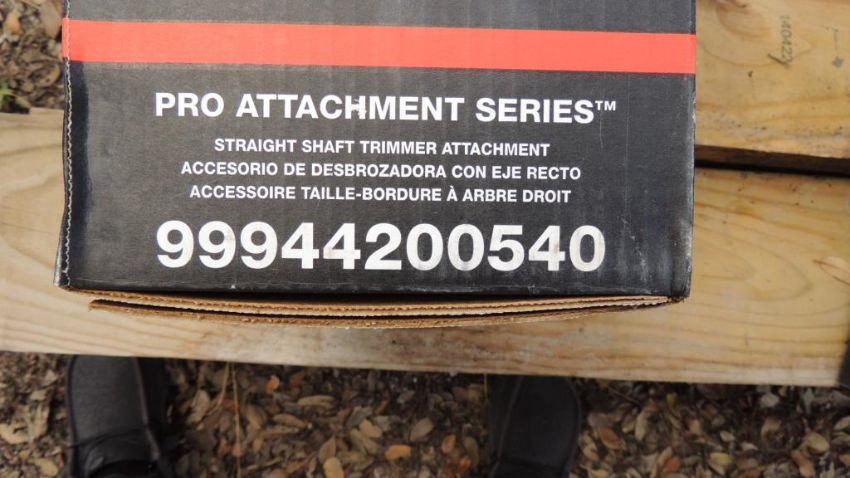 PRO ATTACHMENT SERIES™
STRAIGHT SHAFT TRIMMER ATTACHMENT
ACCESORIO DE DESBROZADORA CON EJE RECTO
ACCESSOIRE TAILLE-BORDURE À ARBRE DROIT
99944200540